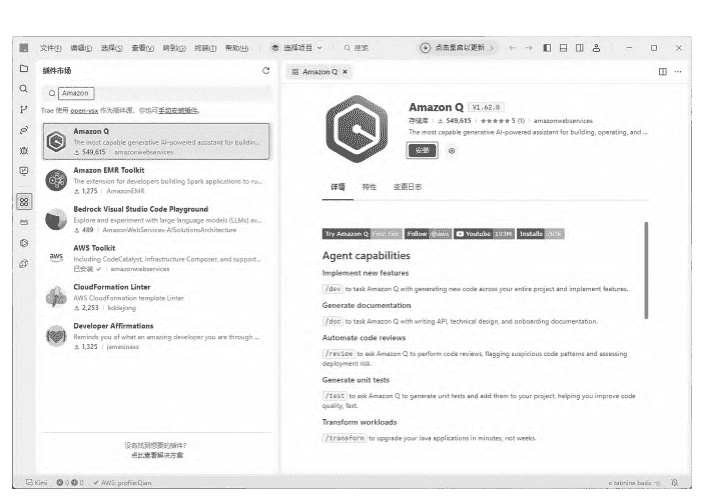 文件(F) 编辑(E) 选择(S) 查看(V) 转到(G) 终端(T) 帮助(H) 选择项目 搜索 点击重启以更新
插件市场
Amazon
Trae 使用 open-vsx 作为插件源，你也可手动安装插件。
Amazon Q
The most capable generative AI-powered assistant for buildin...
549,615 amazonwebservices
Amazon EMR Toolkit
The extension for developers building Spark applications to ru...
1,275 AmazonEMR
Bedrock Visual Studio Code Playground
Explore and experiment with large language models (LLMs) av...
489 AmazonWebServices-AISolutionsArchitecture
AWS Toolkit
Including CodeCatalyst, Infrastructure Composer, and support...
已安装 amazonwebservices
CloudFormation Linter
AWS CloudFormation template Linter
2,253 kddejong
Developer Affirmations
Reminds you of what an amazing developer you are through ...
1,325 jamesinaxx
没有找到想要的插件？
点此查看解决方案
Amazon Q
Amazon Q V1.62.0
存储库 549,615 5 (1) amazonwebservices
The most capable generative AI-powered assistant for building, operating, and ...
安装
详情 特性 变更日志
Try Amazon Q Free Tier Follow @aws Youtube Installs
Agent capabilities
Implement new features
/dev to task Amazon Q with generating new code across your entire project and implement features.
Generate documentation
/doc to task Amazon Q with writing API, technical design, and onboarding documentation.
Automate code reviews
/review to ask Amazon Q to perform code reviews, flagging suspicious code patterns and assessing
deployment risk.
Generate unit tests
/test to ask Amazon Q to generate unit tests and add them to your project, helping you improve code
quality, fast.
Transform workloads
/transform to upgrade your Java applications in minutes, not weeks.
Kimi 0 0 AWS: profile:Qian tabnine basic